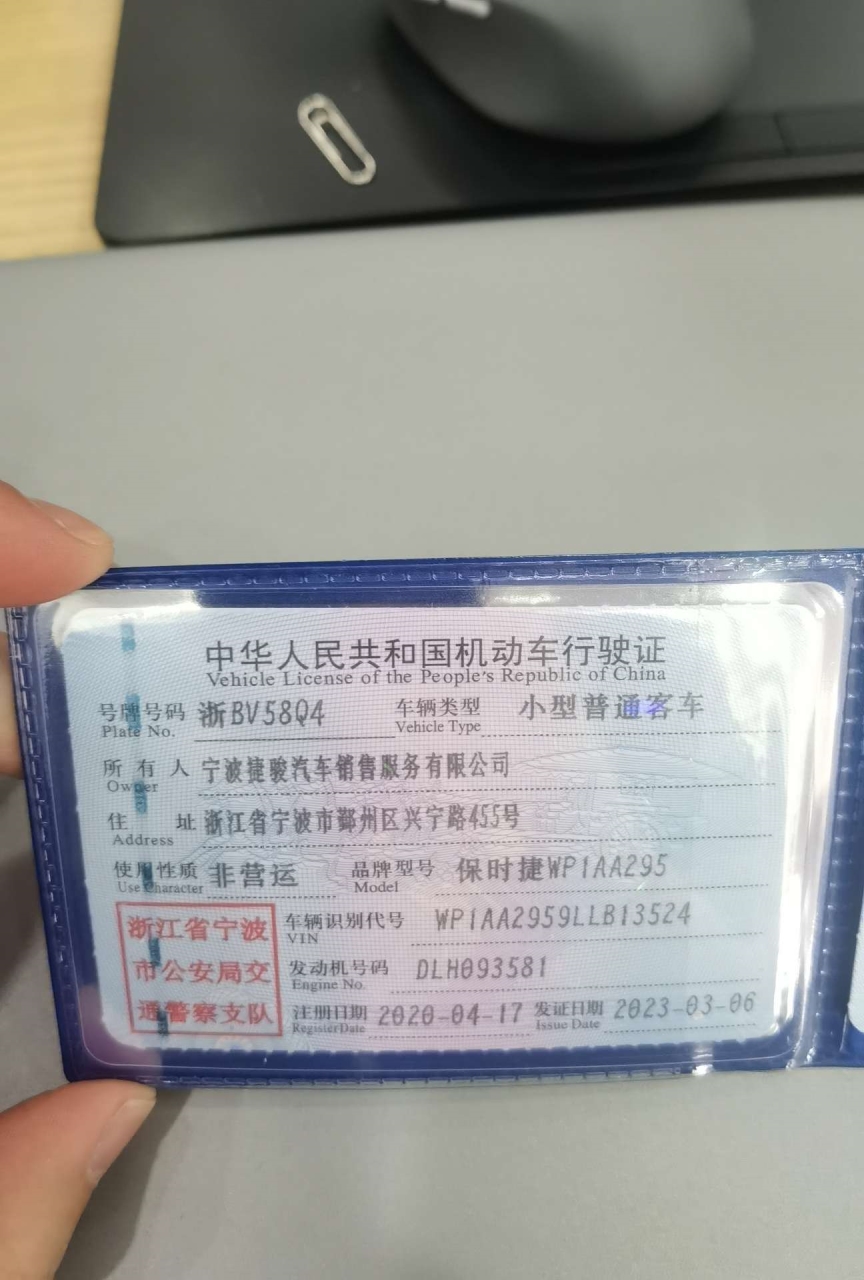 中华人民共和国机动车行驶证
Vehicle License of the People's Republic of China
号牌号码 浙BV58Q4 车辆类型 小型普通客车
Plate No. Vehicle Type
所有人 宁波捷骏汽车销售服务有限公司
Owner
住址 浙江省宁波市鄞州区兴宁路455号
Address
使用性质 非营运 品牌型号 保时捷WP1AA295
Use Character Model
浙江省宁波 车辆识别代号 WP1AA2959LLB13524
VIN
市公安局交 发动机号码 DLH093581
Engine No.
通警察支队 注册日期 2020-04-17 发证日期 2023-03-06
Register Date Issue Date